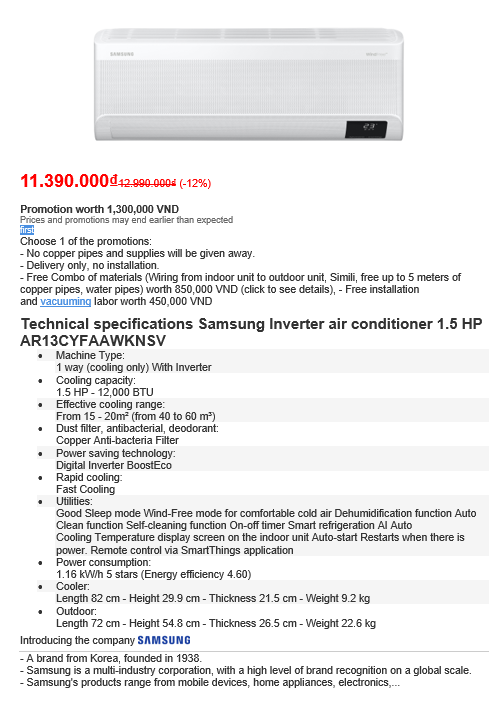 SAMSUNG
11.390.000₫ 12.990.000₫ (-12%)
Promotion worth 1,300,000 VND
Prices and promotions may end earlier than expected
first
Choose 1 of the promotions:
- No copper pipes and supplies will be given away.
- Delivery only, no installation.
- Free Combo of materials (Wiring from indoor unit to outdoor unit, Simili, free up to 5 meters of
copper pipes, water pipes) worth 850,000 VND (click to see details), - Free installation
and vacuuming labor worth 450,000 VND
Technical specifications Samsung Inverter air conditioner 1.5 HP
AR13CYFAAWKNSV
• Machine Type:
1 way (cooling only) With Inverter
• Cooling capacity:
1.5 HP - 12,000 BTU
• Effective cooling range:
From 15 - 20m² (from 40 to 60 m³)
• Dust filter, antibacterial, deodorant:
Copper Anti-bacteria Filter
• Power saving technology:
Digital Inverter BoostEco
• Rapid cooling:
Fast Cooling
• Utilities:
Good Sleep mode Wind-Free mode for comfortable cold air Dehumidification function Auto
Clean function Self-cleaning function On-off timer Smart refrigeration AI Auto
Cooling Temperature display screen on the indoor unit Auto-start Restarts when there is
power. Remote control via SmartThings application
• Power consumption:
1.16 kW/h 5 stars (Energy efficiency 4.60)
• Cooler:
Length 82 cm - Height 29.9 cm - Thickness 21.5 cm - Weight 9.2 kg
• Outdoor:
Length 72 cm - Height 54.8 cm - Thickness 26.5 cm - Weight 22.6 kg
Introducing the company SAMSUNG
- A brand from Korea, founded in 1938.
- Samsung is a multi-industry corporation, with a high level of brand recognition on a global scale.
- Samsung's products range from mobile devices, home appliances, electronics,...